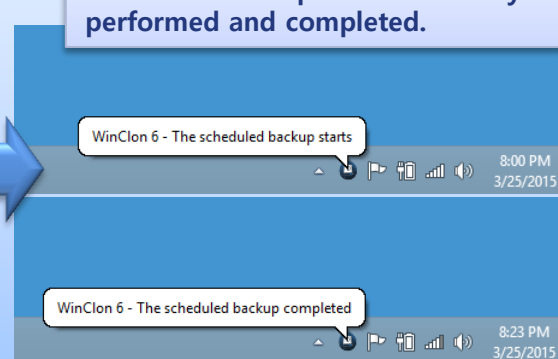 performed and completed.
WinClon 6 - The scheduled backup starts
8:00 PM
3/25/2015
WinClon 6 - The scheduled backup completed
8:23 PM
3/25/2015